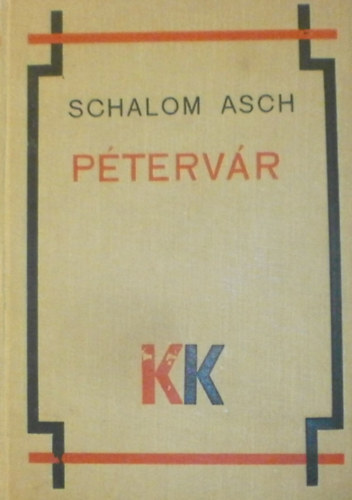 SCHALOM ASCH
PÉTERVÁR
KK